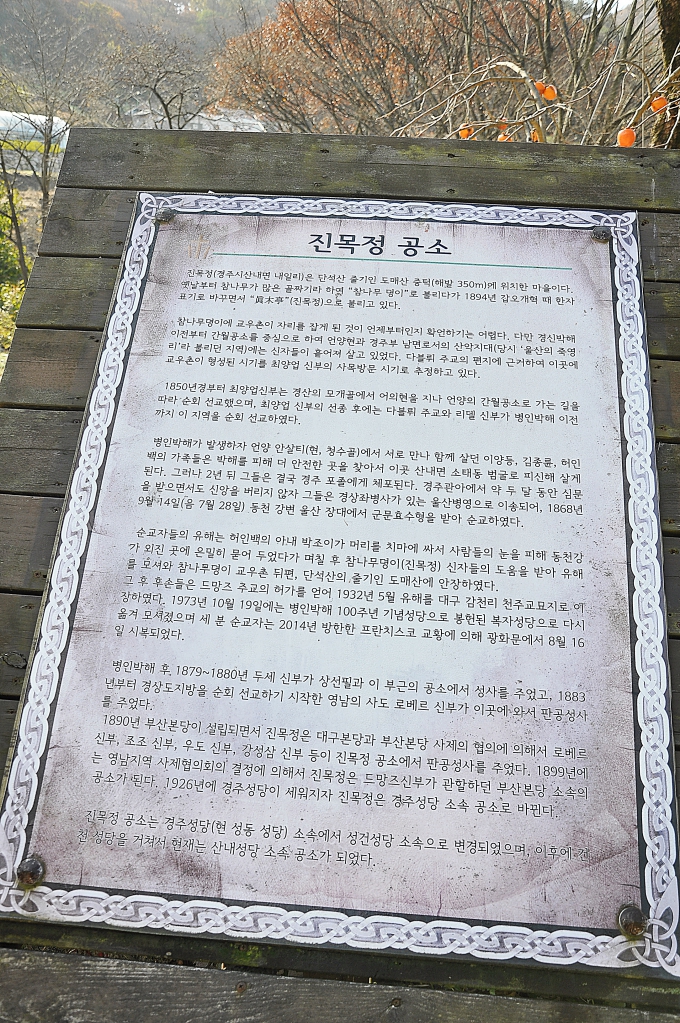 진목정 공소
진목정(경주시산내면 내일리)은 단석산 줄기인 도매산 중턱(해발 350m)께 위치한 마을이다.
옛날부터 참나무가 많은 골짜기라 하면 "참나무 명이"로 불리다가 1894년 갑오개혁 때 한자
표기로 바꾸면서 "眞木亭"(진목정)으로 불리고 있다.
참나무명이에 교우촌이 자리를 잡게 된 것이 언제부터인지 확언하기는 어렵다. 다만 경신박해
이전부터 간월공소를 중심으로 하여 언양현과 경주부 남면로서의 산악지대(당시 '울산의 죽영
리'라 불리던 지역)에는 신자들이 흩어져 살고 있었다. 다블뤼 주교의 편지에 근거하여 이곳에
교우촌이 형성된 시기를 최양업 신부의 사목방문 시기로 추정하고 있다.
1850년경부터 최양업신부는 경산의 모개골에서 어의현을 지나 언양의 간월공소로 가는 길을
따라 순회 선교했으며, 최양업 신부의 선종 후에는 다블뤼 주교와 리델 신부가 병인박해 이전
까지 이 지역을 순회 선교하였다.
병인박해가 발생하자 언양 안살티(현, 청수골)에서 서로 만나 함께 살던 이양등, 김종륜, 허인
백의 가족들은 박해를 피해 더 안전한 곳을 찾아서 이곳 산내면 소태동 범굴로 피신해 살게
된다. 그러나 2년 뒤 그들은 결국 경주 포졸에게 체포된다. 경주관아에서 약 두 달 동안 심문
을 받으면서도 신앙을 버리지 않자 그들은 경상좌병사가 있는 울산병영으로 이송되어, 1868년
9월 14일(음 7월 28일) 동천 강변 울산 장대에서 군문효수형을 받아 순교하였다.
순교자들의 유해는 허인백의 아내 박조이가 머리를 치마에 싸서 사람들의 눈을 피해 동천강
가 외진 곳에 은밀히 묻어 두었다가 며칠 후 참나무명이(진목정) 신자들의 도움을 받아 유해
를 모셔와 참나무명이 교우촌 뒤편, 단석산의 줄기인 도매산에 안장하였다.
그 후 후손들은 드망즈 주교의 허가를 얻어 1932년 5월 유해를 대구 감천리 천주교묘지로 이
장하였다. 1973년 10월 19일에는 병인박해 100주년 기념성당으로 봉헌된 복자성당으로 다시
옮겨 모셔졌으며 세 분 순교자는 2014년 방한한 프란치스코 교황에 의해 광화문에서 8월 16
일 시복되었다.
병인박해 후, 1879~1880년 두세 신부가 상선필과 이 부근의 공소에서 성사를 주었고, 1883
년부터 경상도지방을 순회 선교하기 시작한 영남의 사도 로베르 신부가 이곳에 와서 판공성사
를 주었다.
1890년 부산본당이 설립되면서 진목정은 대구본당과 부산본당 사제의 협의에 의해서 로베르
신부, 조조 신부, 우도 신부, 강성삼 신부 등이 진목정 공소에서 판공성사를 주었다. 1899년에
는 영남지역 사제협의회의 결정에 의해서 진목정은 드망즈신부가 관할하던 부산본당 소속의
공소가 된다. 1926년에 경주성당이 세워지자 진목정은 경주성당 소속 공소로 바뀐다.
진목정 공소는 경주성당(현 성동 성당) 소속에서 성건성당 소속으로 변경되었으며, 이후에 건
천 성당을 거쳐서 현재는 산내성당 소속 공소가 되었다.